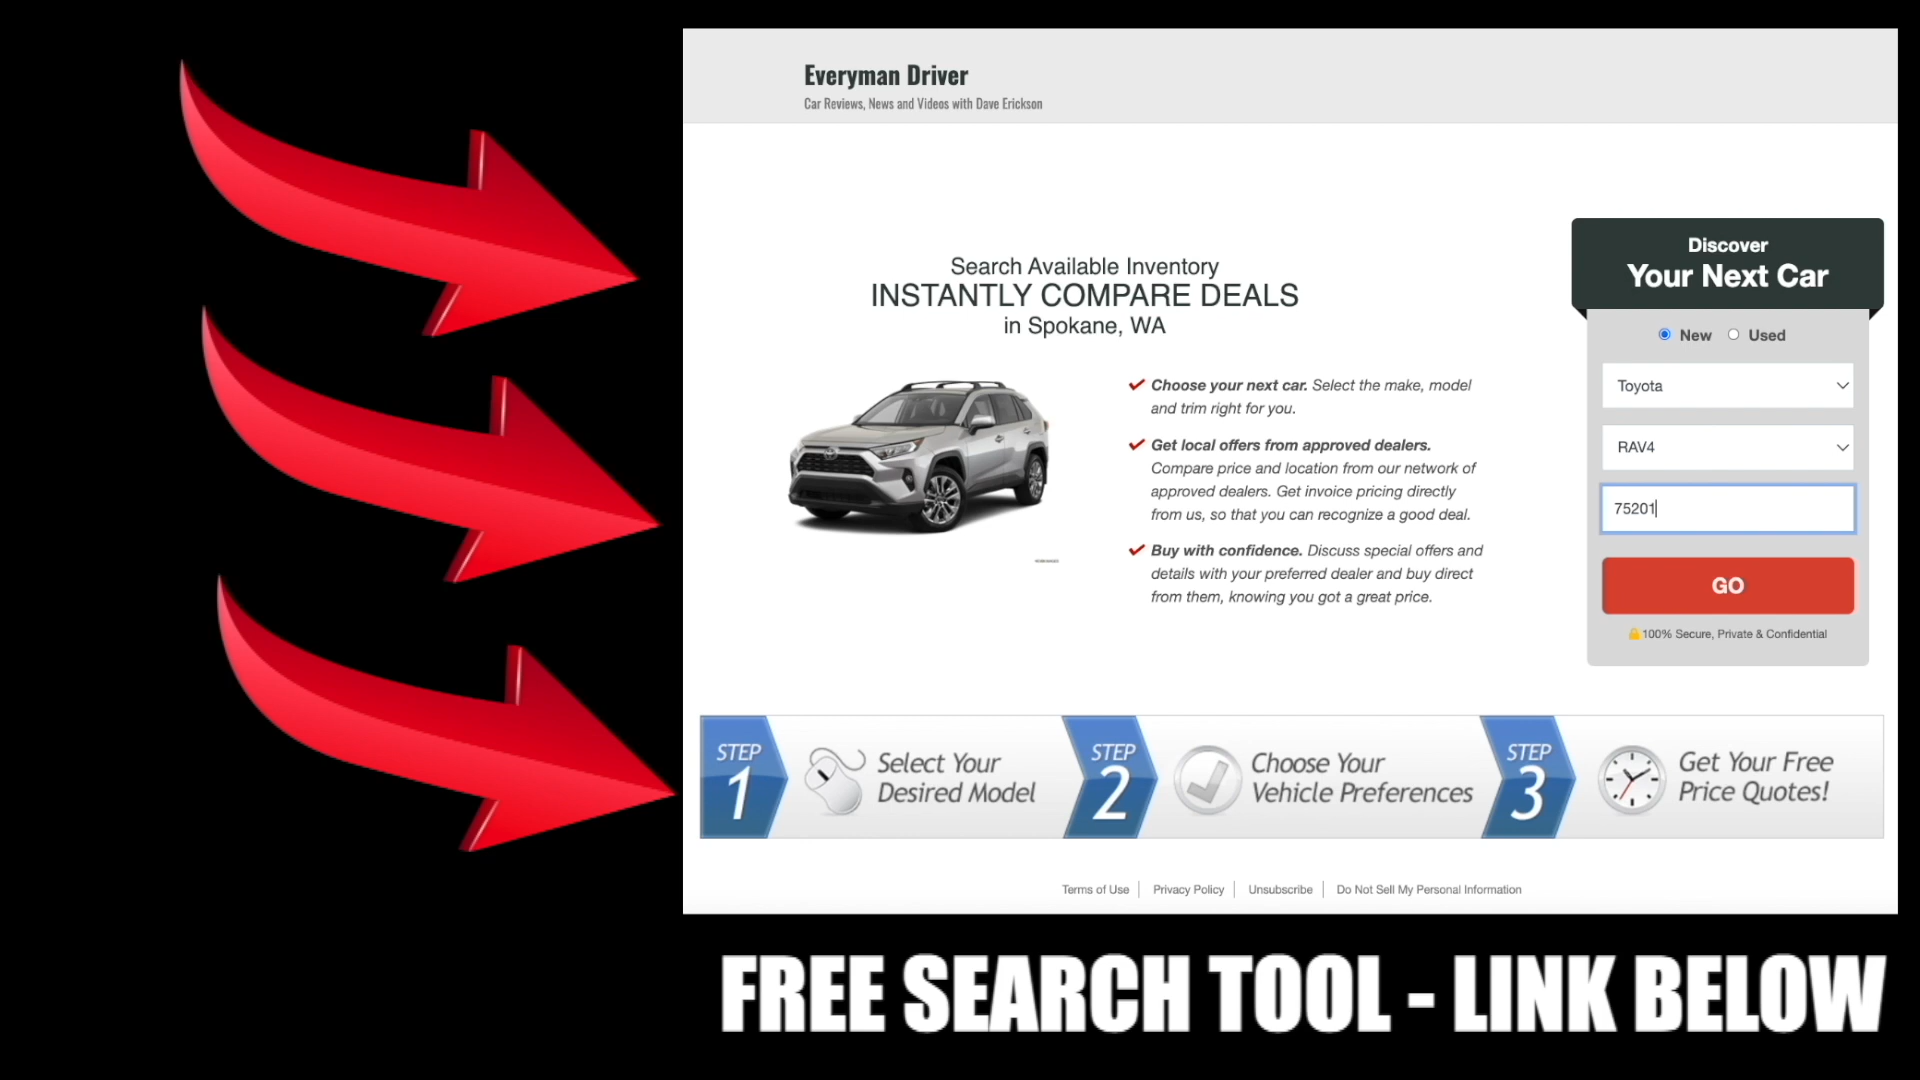 Everyman Driver
Car Reviews, News and Videos with Dave Erickson
Search Available Inventory
INSTANTLY COMPARE DEALS
in Spokane, WA
Choose your next car. Select the make, model
and trim right for you.
Get local offers from approved dealers.
Compare price and location from our network of
approved dealers. Get invoice pricing directly
from us, so that you can recognize a good deal.
Buy with confidence. Discuss special offers and
details with your preferred dealer and buy direct
from them, knowing you got a great price.
Discover
Your Next Car
New Used
Toyota
RAV4
75201
GO
100% Secure, Private & Confidential
STEP
1
Select Your
Desired Model
STEP
2
Choose Your
Vehicle Preferences
STEP
3
Get Your Free
Price Quotes!
Terms of Use | Privacy Policy | Unsubscribe | Do Not Sell My Personal Information
FREE SEARCH TOOL - LINK BELOW